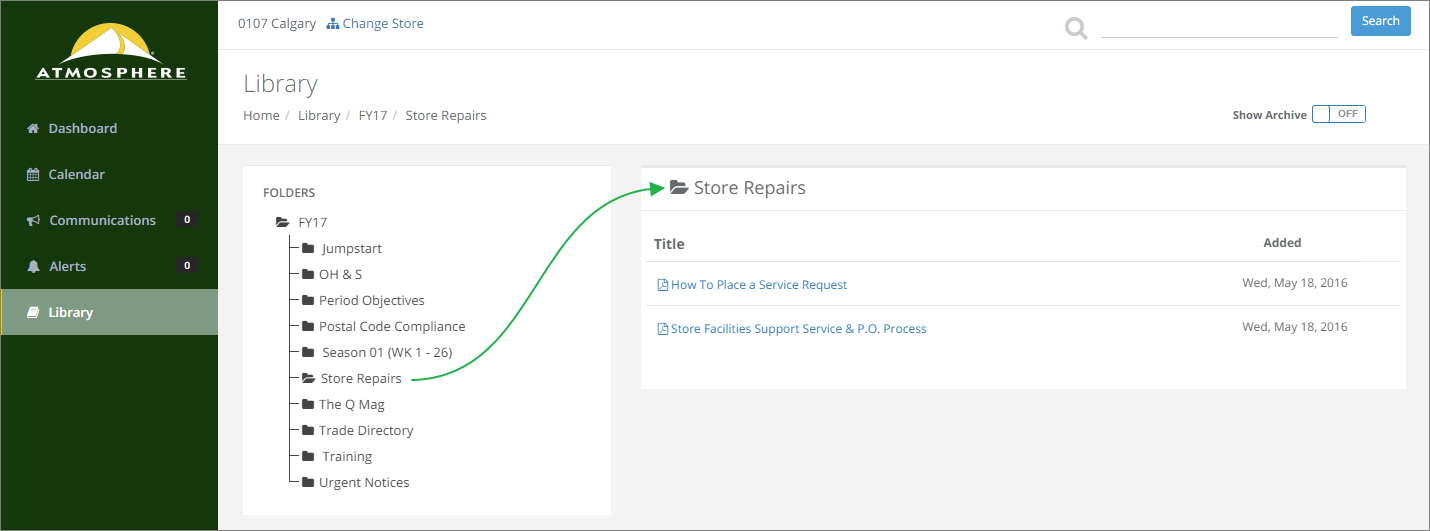 ATMOSPHERE
Dashboard
Calendar
Communications 0
Alerts 0
Library
0107 Calgary Change Store
Search
Library
Home / Library / FY17 / Store Repairs
Show Archive OFF
FOLDERS
FY17
Jumpstart
OH & S
Period Objectives
Postal Code Compliance
Season 01 (WK 1 - 26)
Store Repairs
The Q Mag
Trade Directory
Training
Urgent Notices
Store Repairs
Title Added
How To Place a Service Request Wed, May 18, 2016
Store Facilities Support Service & P.O. Process Wed, May 18, 2016